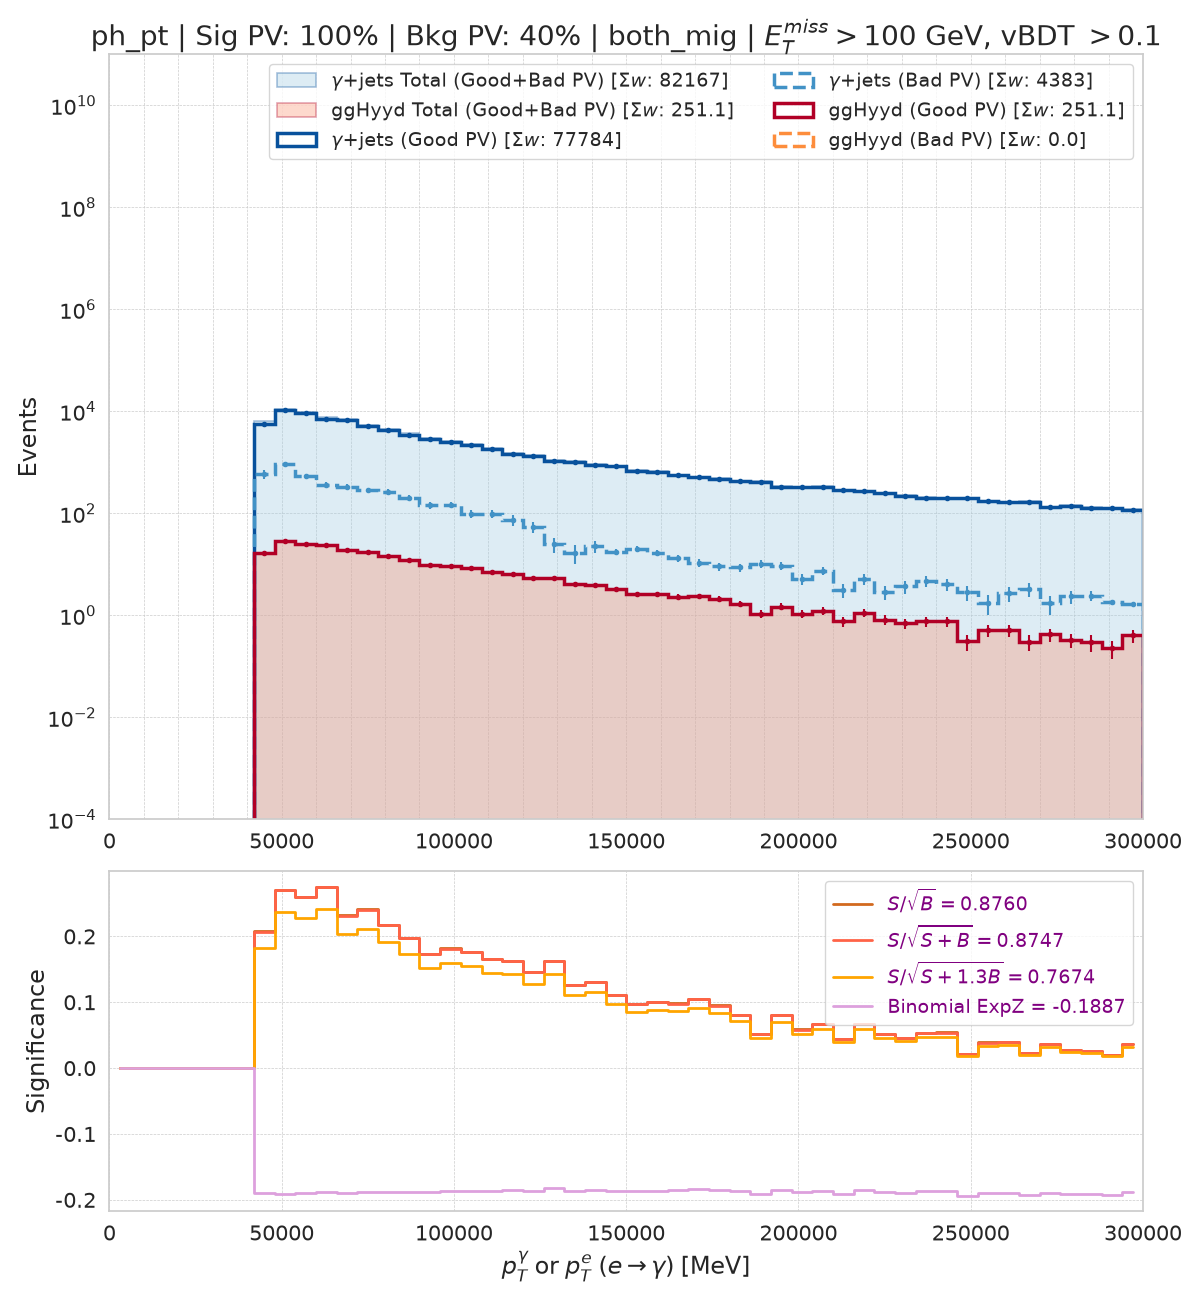 ph_pt | Sig PV: 100% | Bkg PV: 40% | both_mig | $E_T^{miss} > 100$ GeV, vBDT $> 0.1$
γ+jets Total (Good+Bad PV) [Σw: 82167]
ggHyyd Total (Good+Bad PV) [Σw: 251.1]
γ+jets (Good PV) [Σw: 77784]
γ+jets (Bad PV) [Σw: 4383]
ggHyyd (Good PV) [Σw: 251.1]
ggHyyd (Bad PV) [Σw: 0.0]
Events
10^{10}
10^{8}
10^{6}
10^{4}
10^{2}
10^{0}
10^{−2}
10^{−4}
0 50000 100000 150000 200000 250000 300000
Significance
0.2
0.1
0.0
-0.1
-0.2
$S/\sqrt{B} = 0.8760$
$S/\sqrt{S + B} = 0.8747$
$S/\sqrt{S + 1.3B} = 0.7674$
Binomial ExpZ = -0.1887
0 50000 100000 150000 200000 250000 300000
$p_T^γ$ or $p_T^e$ (e → γ) [MeV]